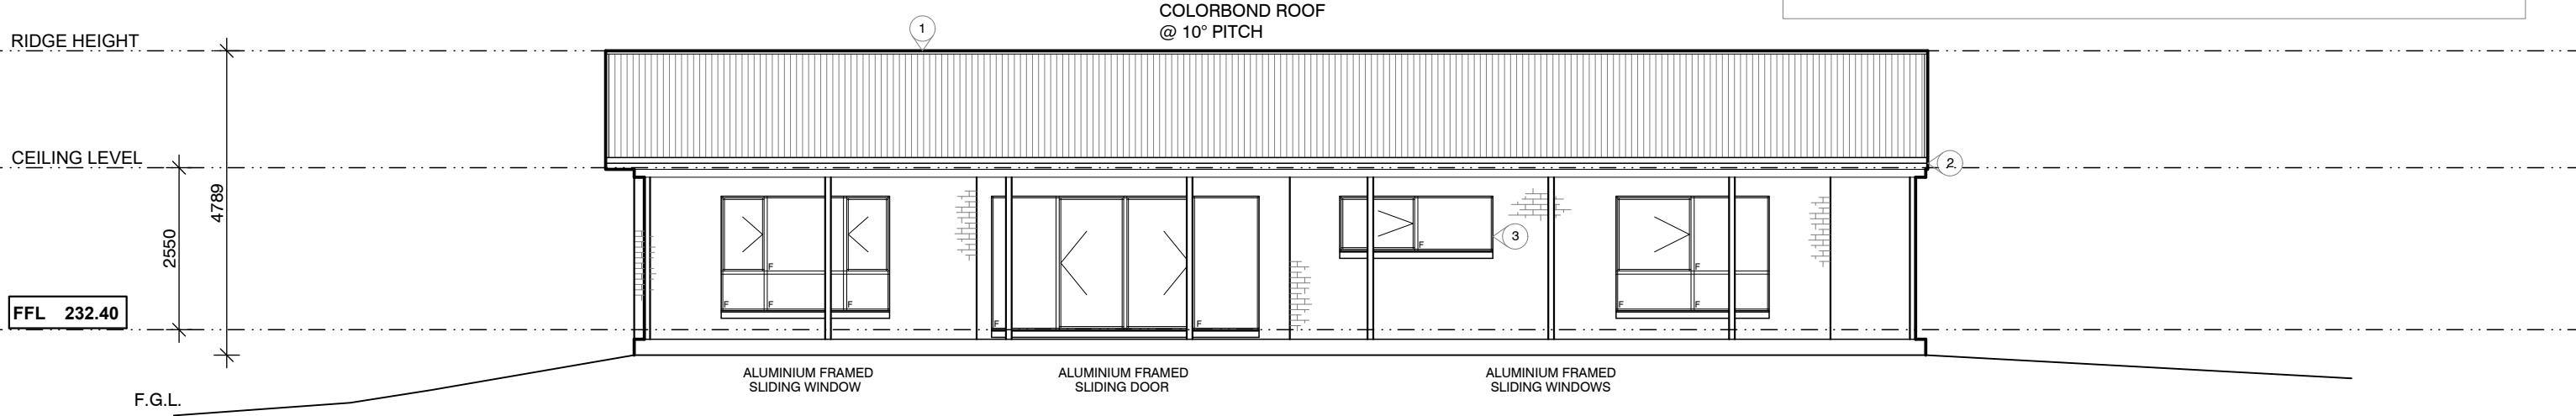 COLORBOND ROOF
@ 10° PITCH
1
RIDGE HEIGHT
CEILING LEVEL
2
4789
2550
3
F
F
F
F
F
F
F
F
F
F
F
FFL 232.40
ALUMINIUM FRAMED
SLIDING WINDOW
ALUMINIUM FRAMED
SLIDING DOOR
ALUMINIUM FRAMED
SLIDING WINDOWS
F.G.L.